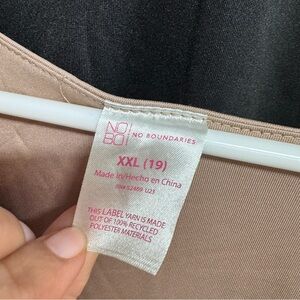 NO
BO
NO BOUNDARIES
XXL (19)
Made in/Hecho en China
THIS LABEL YARN IS MADE
OUT OF 100% RECYCLED
POLYESTER MATERIALS